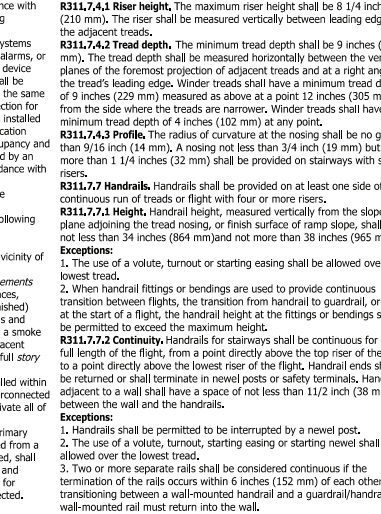 nce with
g
ystems
alarms, or
device
all be
the same
ction for
installed
cation
upancy and
d by an
dance with
e
ollowing
vicinity of
ements
nces,
nished)
s and
a smoke
acent
full story
lled within
rconnected
ivate all of
rimary
d from a
ed, shall
and
for
cted.
R311.7.4.1 Riser height. The maximum riser height shall be 8 1/4 inch
(210 mm). The riser shall be measured vertically between leading edg
the adjacent treads.
R311.7.4.2 Tread depth. The minimum tread depth shall be 9 inches (
mm). The tread depth shall be measured horizontally between the ver
planes of the foremost projection of adjacent treads and at a right ang
the tread's leading edge. Winder treads shall have a minimum tread d
of 9 inches (229 mm) measured as above at a point 12 inches (305 m
from the side where the treads are narrower. Winder treads shall have
minimum tread depth of 4 inches (102 mm) at any point.
R311.7.4.3 Profile. The radius of curvature at the nosing shall be no g
than 9/16 inch (14 mm). A nosing not less than 3/4 inch (19 mm) but
more than 1 1/4 inches (32 mm) shall be provided on stairways with s
risers.
R311.7.7 Handrails. Handrails shall be provided on at least one side of
continuous run of treads or flight with four or more risers.
R311.7.7.1 Height. Handrail height, measured vertically from the slope
plane adjoining the tread nosing, or finish surface of ramp slope, shall
not less than 34 inches (864 mm)and not more than 38 inches (965 m
Exceptions:
1. The use of a volute, turnout or starting easing shall be allowed over
lowest tread.
2. When handrail fittings or bendings are used to provide continuous
transition between flights, the transition from handrail to guardrail, or
at the start of a flight, the handrail height at the fittings or bendings s
be permitted to exceed the maximum height.
R311.7.7.2 Continuity. Handrails for stairways shall be continuous for
full length of the flight, from a point directly above the top riser of the
to a point directly above the lowest riser of the flight. Handrail ends sh
be returned or shall terminate in newel posts or safety terminals. Hand
adjacent to a wall shall have a space of not less than 11/2 inch (38 m
between the wall and the handrails.
Exceptions:
1. Handrails shall be permitted to be interrupted by a newel post.
2. The use of a volute, turnout, starting easing or starting newel shall
allowed over the lowest tread.
3. Two or more separate rails shall be considered continuous if the
termination of the rails occurs within 6 inches (152 mm) of each other
transitioning between a wall-mounted handrail and a guardrail/handra
wall-mounted rail must return into the wall.